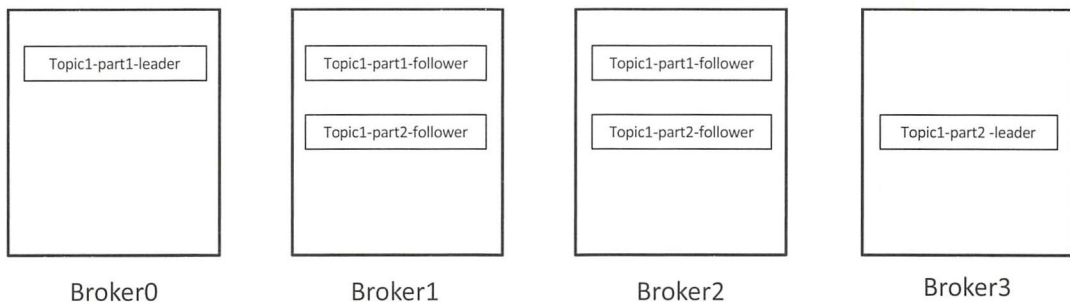 Topic1-part1-leader
Topic1-part1-follower
Topic1-part1-follower
Topic1-part2-follower
Topic1-part2-follower
Topic1-part2 -leader
Broker0
Broker1
Broker2
Broker3